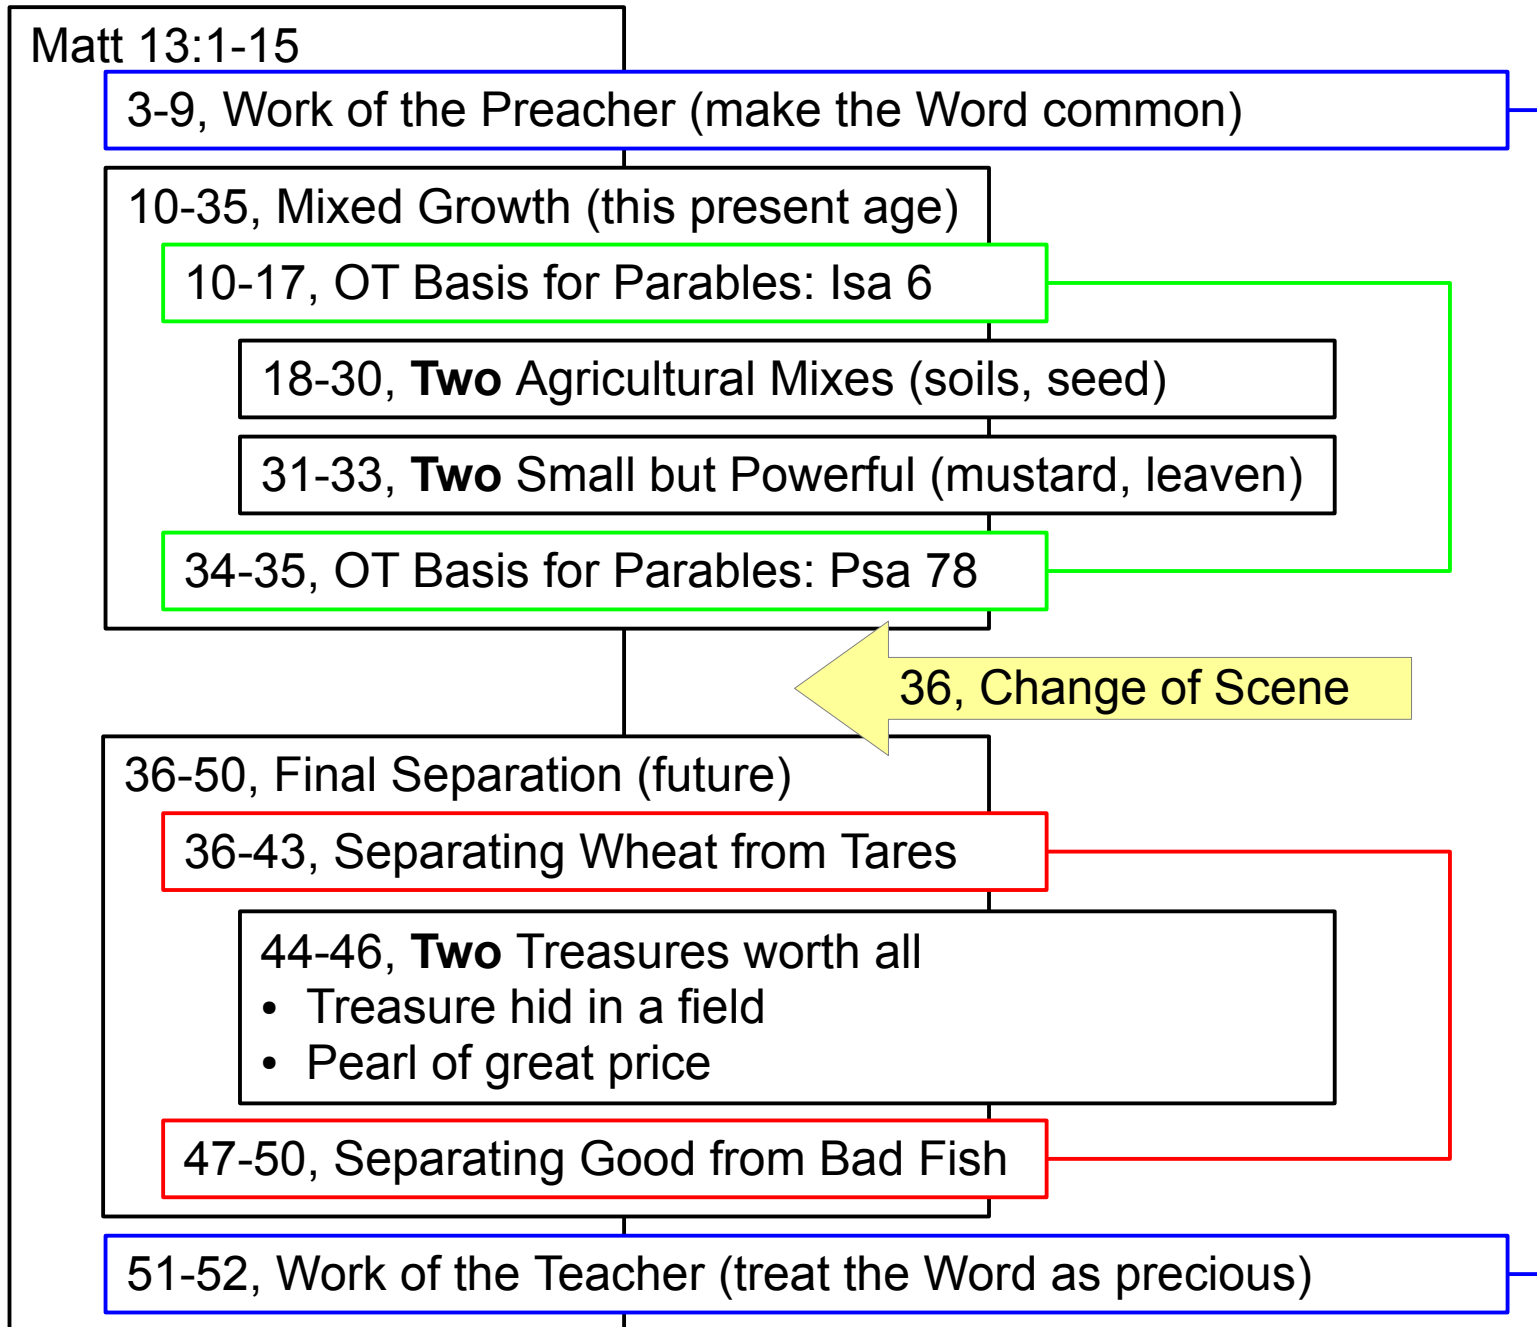 Matt 13:1-15
3-9, Work of the Preacher (make the Word common)
10-35, Mixed Growth (this present age)
10-17, OT Basis for Parables: Isa 6
18-30, Two Agricultural Mixes (soils, seed)
31-33, Two Small but Powerful (mustard, leaven)
34-35, OT Basis for Parables: Psa 78
36, Change of Scene
36-50, Final Separation (future)
36-43, Separating Wheat from Tares
44-46, Two Treasures worth all
• Treasure hid in a field
• Pearl of great price
47-50, Separating Good from Bad Fish
51-52, Work of the Teacher (treat the Word as precious)